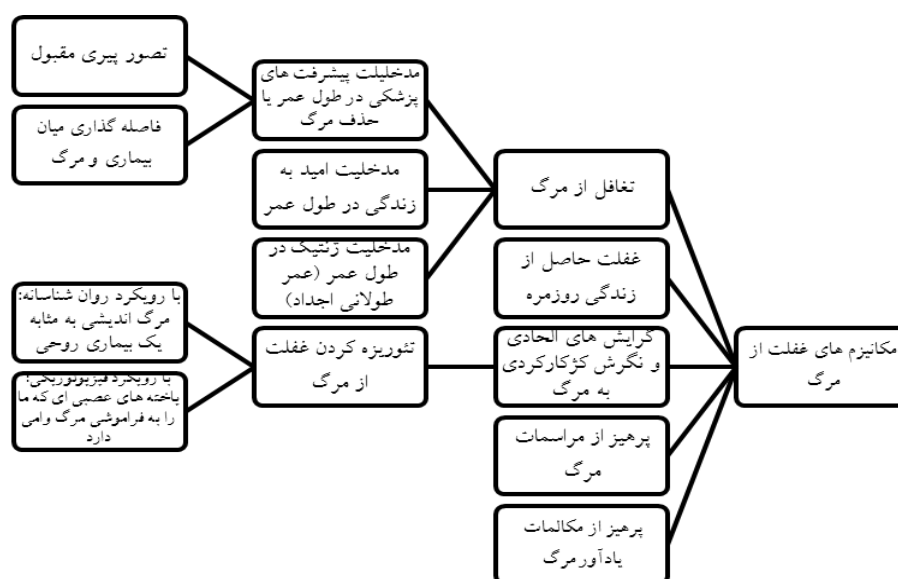 مکانیزم های غفلت از
مرگ
تغافل از مرگ
غفلت حاصل از
زندگی روزمره
گرایش های الحادی
و نگرش کژکارکردی
به مرگ
پرهیز از مراسمات
مرگ
پرهیز از مکالمات
یادآورمرگ
مدخلیلت پیشرفت های
پزشکی در طول عمر یا
حذف مرگ
مدخلیت امید به
زندگی در طول عمر
مدخلیت ژنتیک در
طول عمر (عمر
طولانی اجداد)
تئوریزه کردن غفلت
از مرگ
تصور پیری مقبول
فاصله گذاری میان
بیماری و مرگ
با رویکرد روان شناسانه:
مرگ اندیشی به مثابه
یک بیماری روحی
با رویکرد فیزیولوزیکی:
یاخته های عصبی ای که ما
را به فراموشی مرگ وامی
دارد